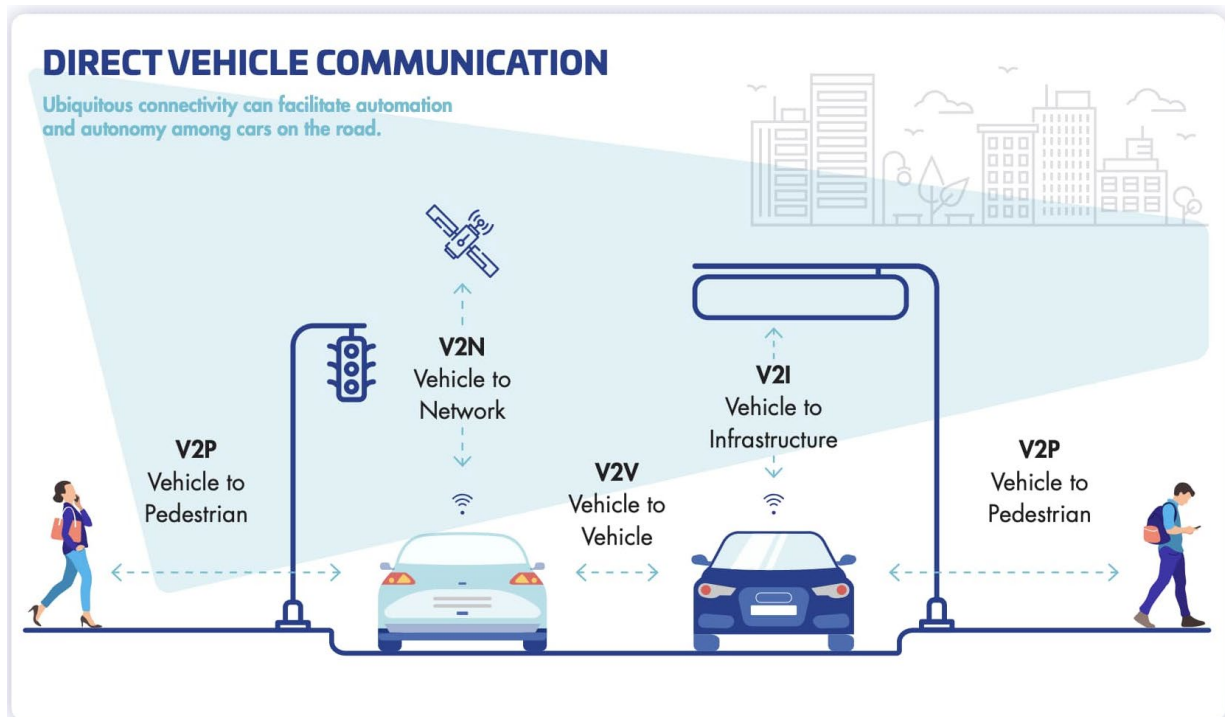 DIRECT VEHICLE COMMUNICATION
Ubiquitous connectivity can facilitate automation
and autonomy among cars on the road.
V2N
Vehicle to
Network
V2I
Vehicle to
Infrastructure
V2P
Vehicle to
Pedestrian
V2V
Vehicle to
Vehicle
V2P
Vehicle to
Pedestrian